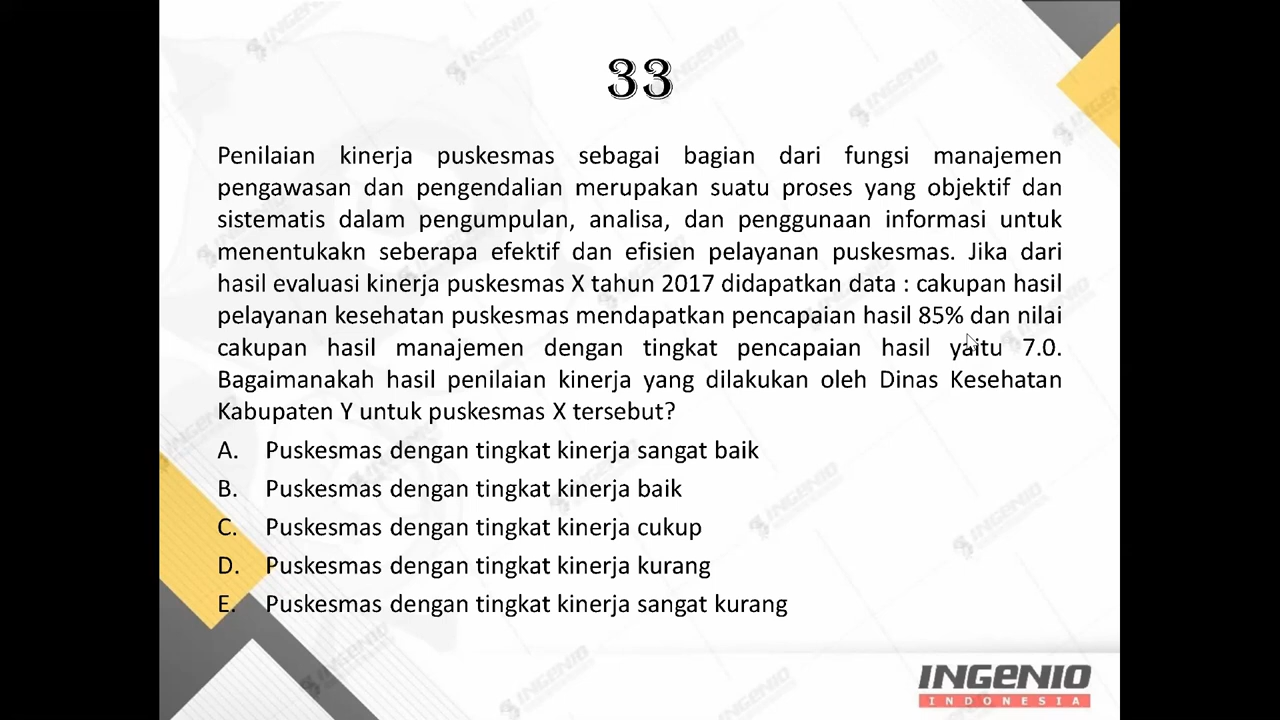 33
Penilaian kinerja puskesmas sebagai bagian dari fungsi manajemen
pengawasan dan pengendalian merupakan suatu proses yang objektif dan
sistematis dalam pengumpulan, analisa, dan penggunaan informasi untuk
menentukakn seberapa efektif dan efisien pelayanan puskesmas. Jika dari
hasil evaluasi kinerja puskesmas X tahun 2017 didapatkan data : cakupan hasil
pelayanan kesehatan puskesmas mendapatkan pencapaian hasil 85% dan nilai
cakupan hasil manajemen dengan tingkat pencapaian hasil yaitu 7.0.
Bagaimanakah hasil penilaian kinerja yang dilakukan oleh Dinas Kesehatan
Kabupaten Y untuk puskesmas X tersebut?
A. Puskesmas dengan tingkat kinerja sangat baik
B. Puskesmas dengan tingkat kinerja baik
C. Puskesmas dengan tingkat kinerja cukup
D. Puskesmas dengan tingkat kinerja kurang
E. Puskesmas dengan tingkat kinerja sangat kurang
INGENIO
INDONESIA